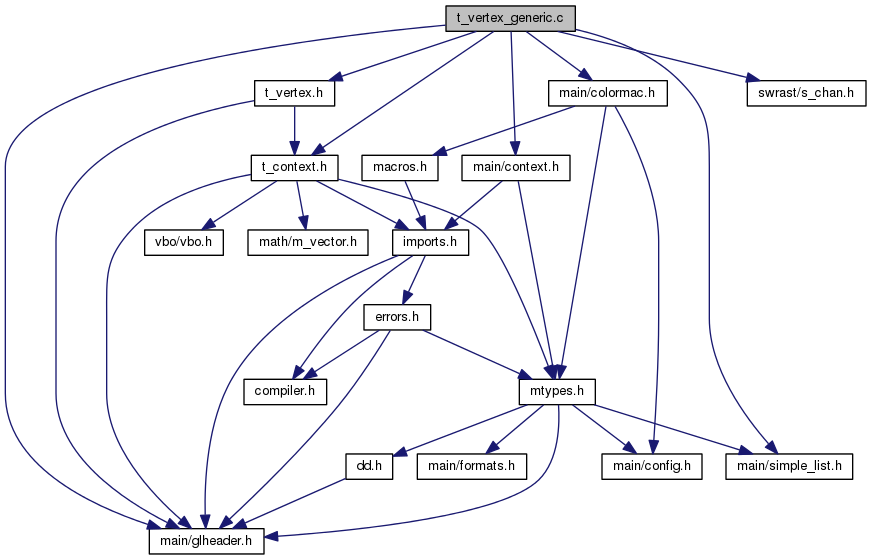 t_vertex_generic.c
t_vertex.h
main/colormac.h
swrast/s_chan.h
t_context.h
macros.h
main/context.h
vbo/vbo.h
math/m_vector.h
imports.h
errors.h
compiler.h
mtypes.h
dd.h
main/formats.h
main/config.h
main/simple_list.h
main/glheader.h